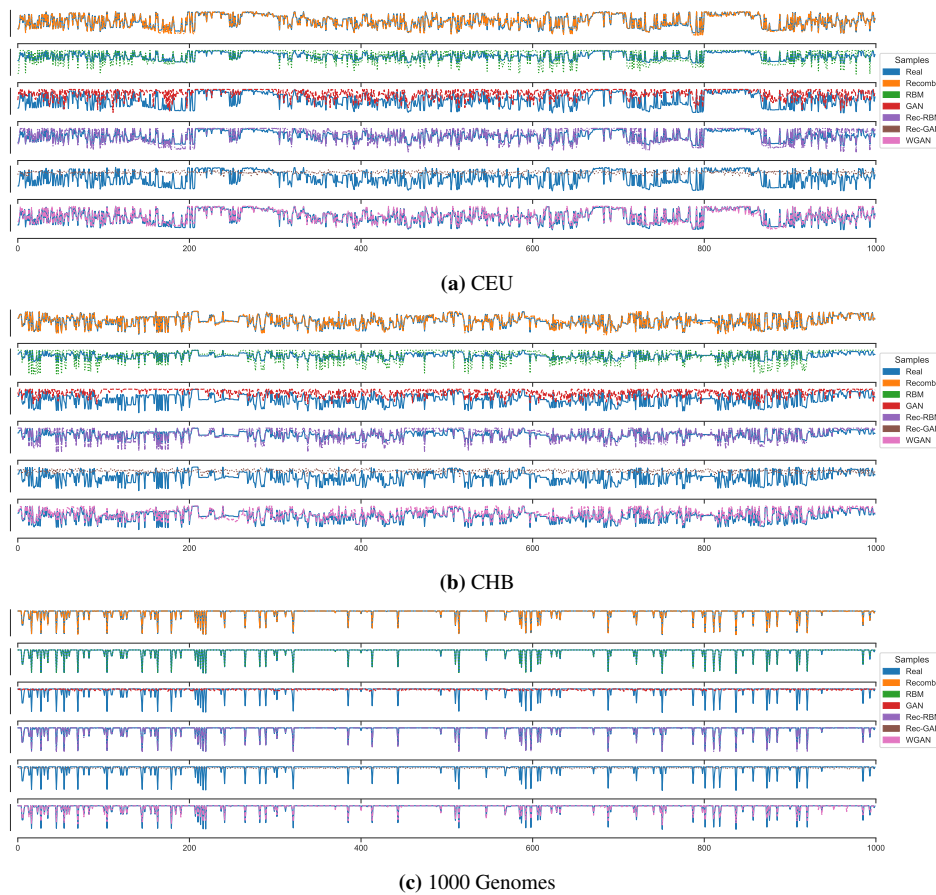 Samples
Real
Recomb
RBM
GAN
Rec-RBM
Rec-GAN
WGAN
0 200 400 600 800 1000
(a) CEU
Samples
Real
Recomb
RBM
GAN
Rec-RBM
Rec-GAN
WGAN
0 200 400 600 800 1000
(b) CHB
Samples
Real
Recomb
RBM
GAN
Rec-RBM
Rec-GAN
WGAN
0 200 400 600 800 1000
(c) 1000 Genomes